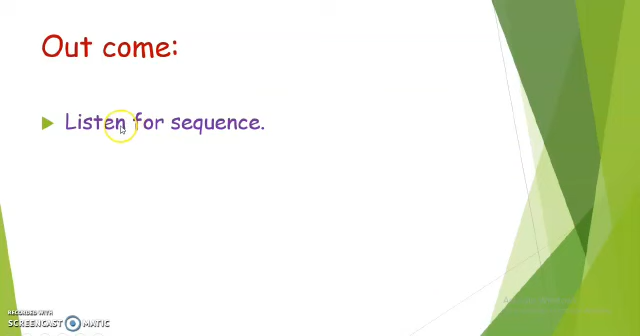 Out come:
Listen for sequence.
RECORDED WITH
SCREENCAST MATIC